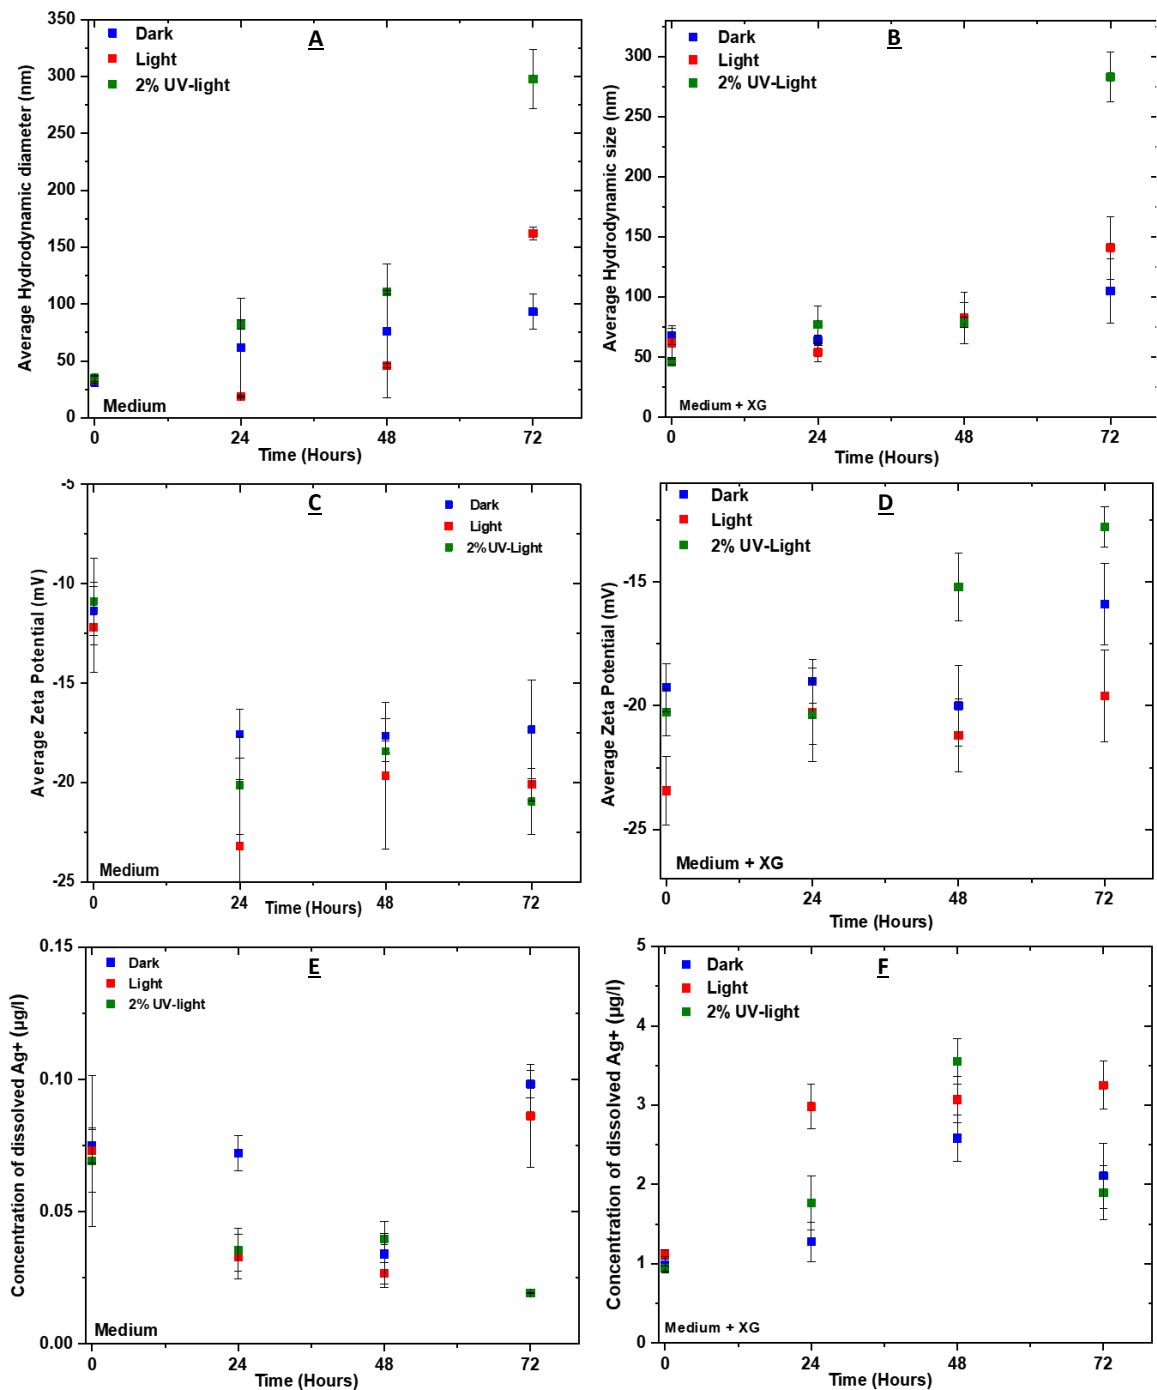 A
Dark
Light
2% UV-light
350
300
250
200
150
100
50
0
Average Hydrodynamic diameter (nm)
Medium
0 24 48 72
Time (Hours)
B
Dark
Light
2% UV-Light
300
250
200
150
100
50
0
Average Hydrodynamic size (nm)
Medium + XG
0 24 48 72
Time (Hours)
C
Dark
Light
2% UV-Light
-5
-10
-15
-20
-25
Average Zeta Potential (mV)
Medium
0 24 48 72
Time (Hours)
D
Dark
Light
2% UV-Light
-15
-20
-25
Average Zeta Potential (mV)
Medium + XG
0 24 48 72
Time (Hours)
E
Dark
Light
2% UV-light
0.15
0.10
0.05
0.00
Concentration of dissolved Ag+ (µg/l)
Medium
0 24 48 72
Time (Hours)
F
Dark
Light
2% UV-light
5
4
3
2
1
0
Concentration of dissolved Ag+ (µg/l)
Medium + XG
0 24 48 72
Time (Hours)